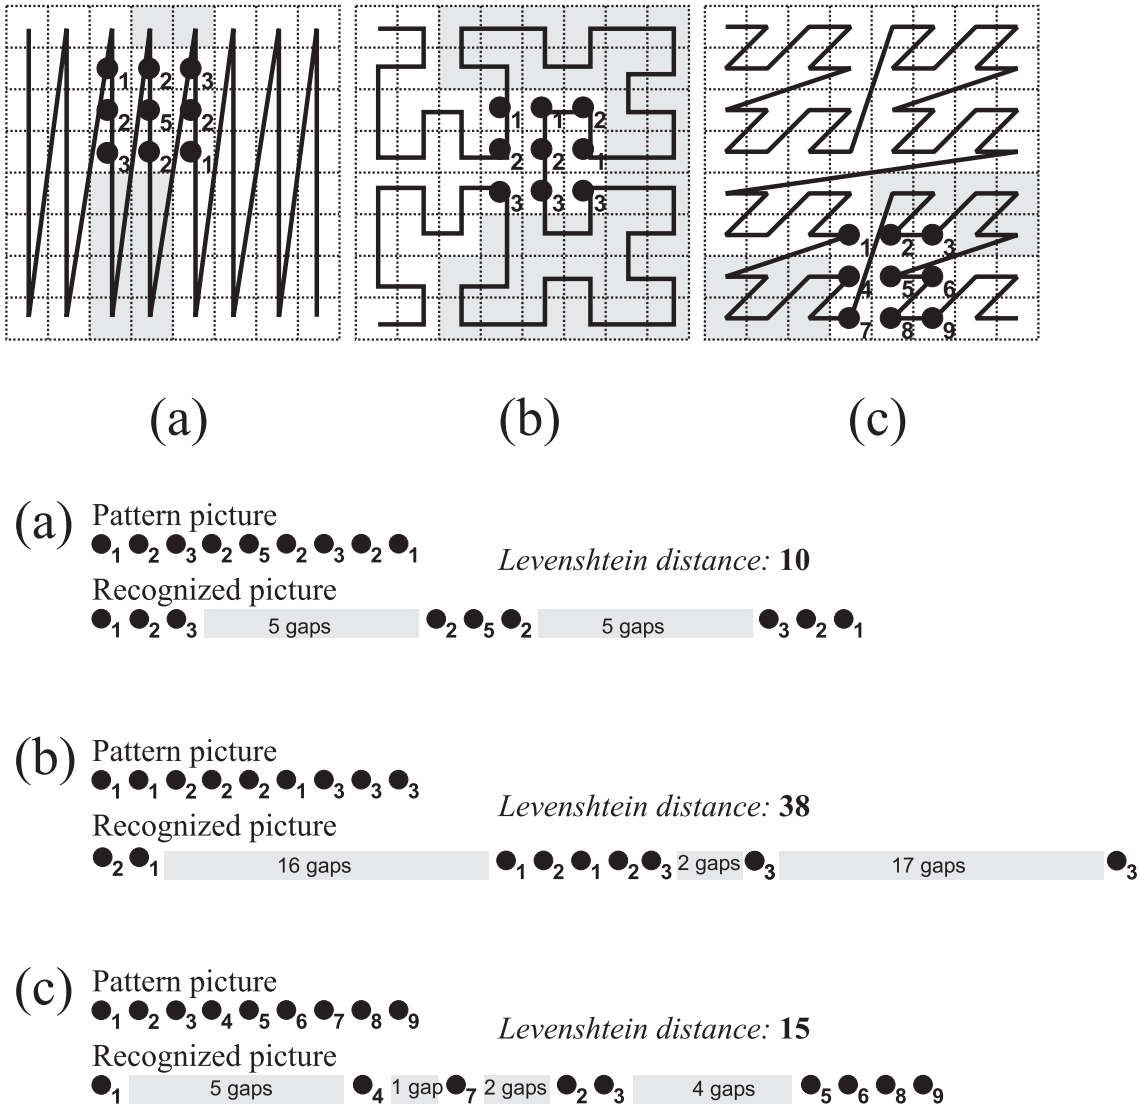 1 2 3
2 5 2
3 2 1
1 1 2
2 2 1
3 3 3
1 2 3
4 5 6
7 8 9
(a) (b) (c)
(a) Pattern picture
1 2 3 2 5 2 3 2 1
Levenshtein distance: 10
Recognized picture
1 2 3 5 gaps 2 5 2 5 gaps 3 2 1
(b) Pattern picture
1 1 2 2 2 1 3 3 3
Levenshtein distance: 38
Recognized picture
2 1 16 gaps 1 2 1 2 3 2 gaps 3 17 gaps 3
(c) Pattern picture
1 2 3 4 5 6 7 8 9
Levenshtein distance: 15
Recognized picture
1 5 gaps 4 1 gap 7 2 gaps 2 3 4 gaps 5 6 8 9